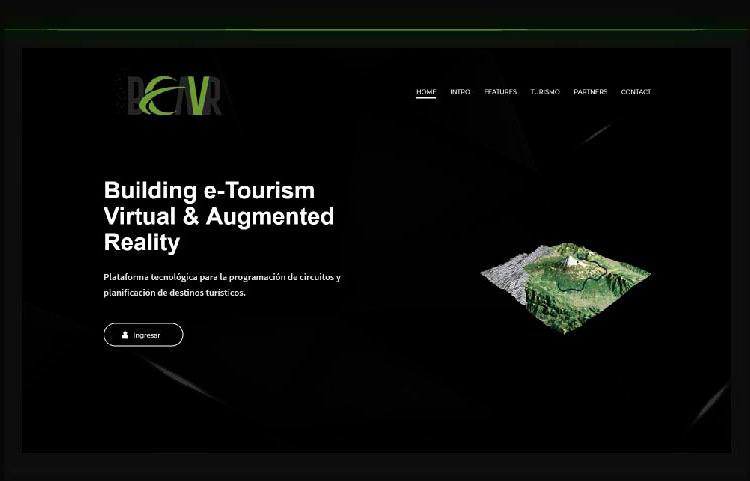 HOME INTRO FEATURES TURISMO PARTNERS CONTACT
Building e-Tourism
Virtual & Augmented
Reality
Plataforma tecnológica para la programación de circuitos y
planificación de destinos turísticos.
Ingresar